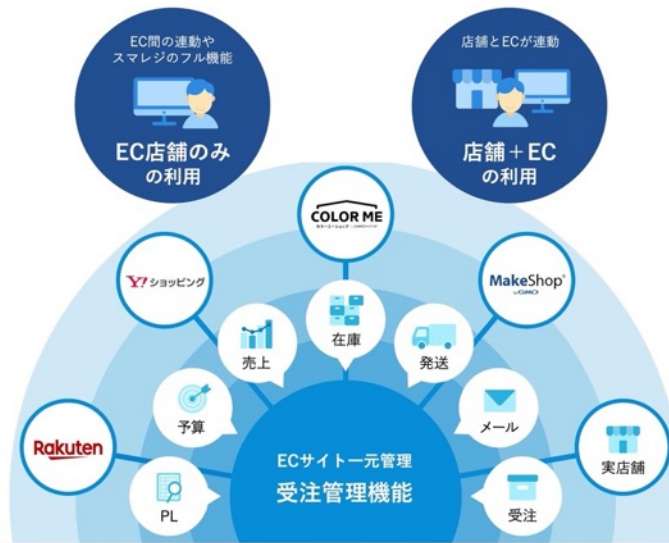 EC間の連動や
スマレジのフル機能
EC店舗のみ
の利用
店舗とECが連動
店舗+EC
の利用
COLOR ME
Y!ショッピング
MakeShop®
by GMO
売上
在庫
発送
予算
メール
Rakuten
PL
受注
実店舗
ECサイト一元管理
受注管理機能